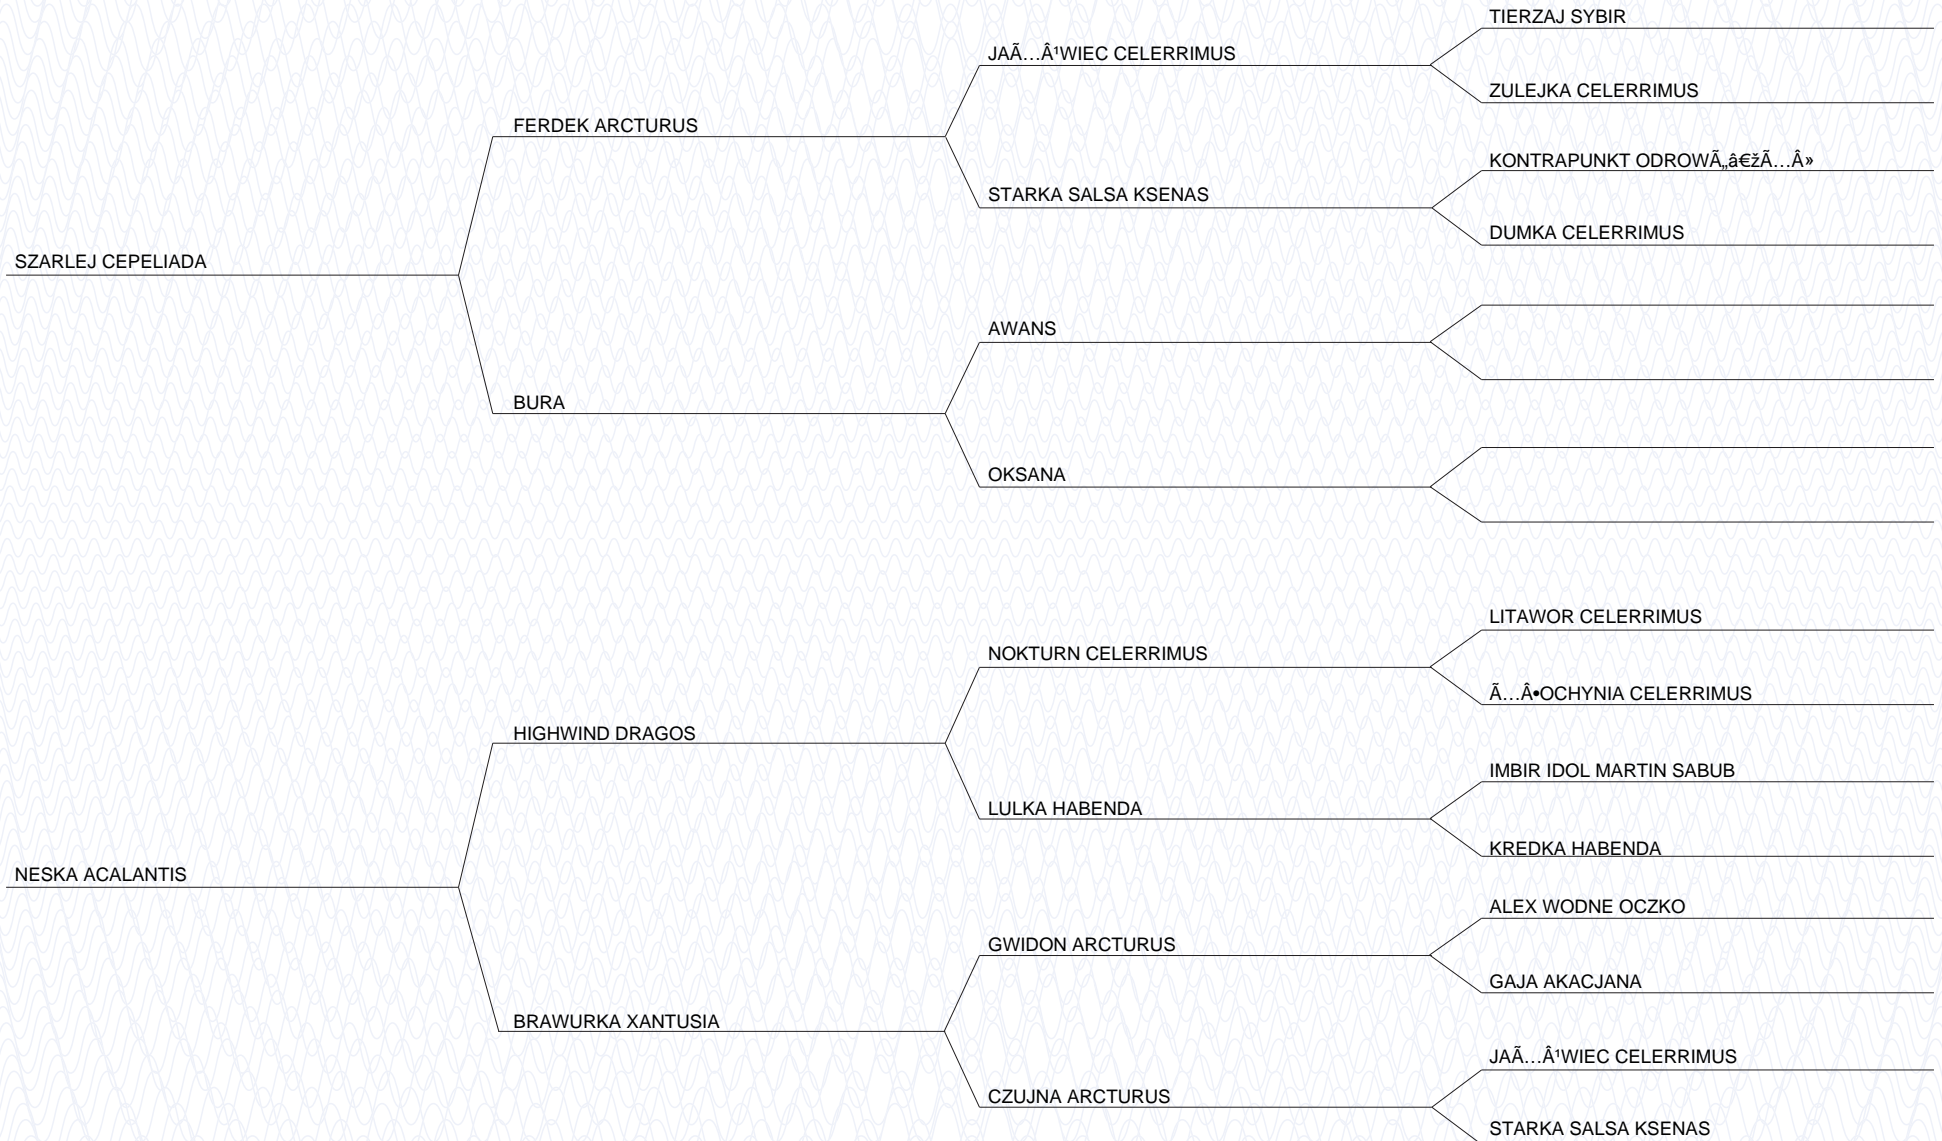 TIERZAJ SYBIR
JAÃ…Â¹WIEC CELERRIMUS
ZULEJKA CELERRIMUS
FERDEK ARCTURUS
KONTRAPUNKT ODROWÃ„â€žÃ…Â»
STARKA SALSA KSENAS
DUMKA CELERRIMUS
SZARLEJ CEPELIADA
AWANS
BURA
OKSANA
LITAWOR CELERRIMUS
NOKTURN CELERRIMUS
Ã…Â•OCHYNIA CELERRIMUS
HIGHWIND DRAGOS
IMBIR IDOL MARTIN SABUB
LULKA HABENDA
KREDKA HABENDA
NESKA ACALANTIS
ALEX WODNE OCZKO
GWIDON ARCTURUS
GAJA AKACJANA
BRAWURKA XANTUSIA
JAÃ…Â¹WIEC CELERRIMUS
CZUJNA ARCTURUS
STARKA SALSA KSENAS